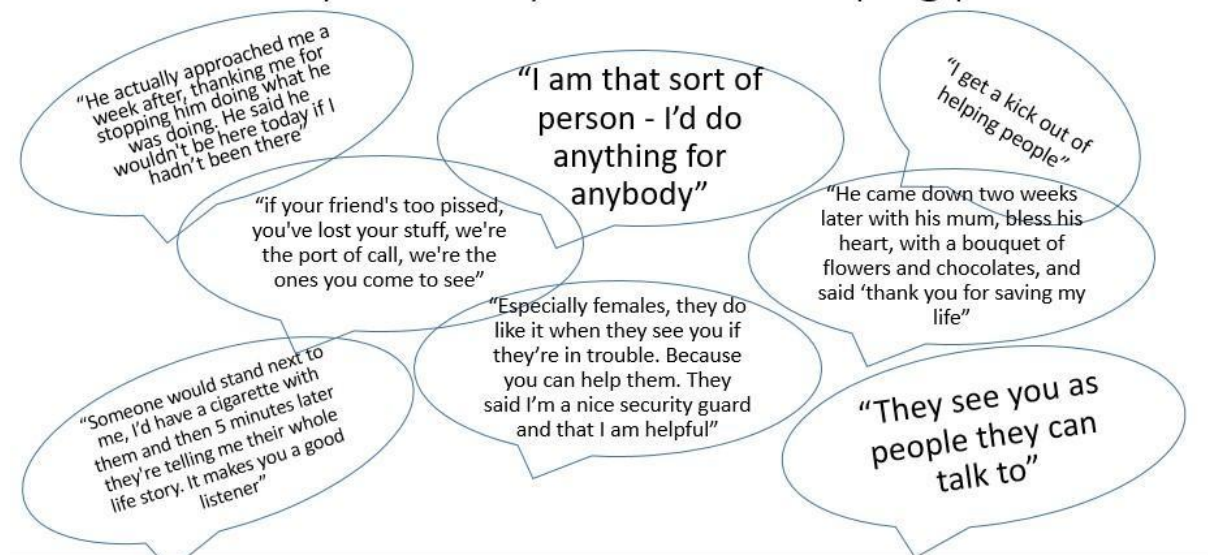 “He actually approached me a
week after, thanking me for
stopping him doing what he
was doing. He said he
wouldn't be here today if I
hadn’t been there”
“I am that sort of
person - I’d do
anything for
anybody”
“I get a kick out of
helping people”
“if your friend's too pissed,
you've lost your stuff, we're
the port of call, we're the
ones you come to see”
“He came down two weeks
later with his mum, bless his
heart, with a bouquet of
flowers and chocolates, and
said ‘thank you for saving my
life”
“Especially females, they do
like it when they see you if
they’re in trouble. Because
you can help them. They
said I’m a nice security guard
and that I am helpful”
“Someone would stand next to
me, I’d have a cigarette with
them and then 5 minutes later
they're telling me their whole
life story. It makes you a good
listener”
“They see you as
people they can
talk to”